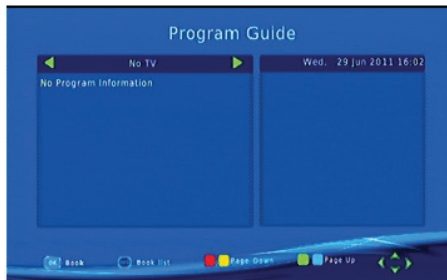 Program Guide
No TV
Wed. 29 Jun 2011 16:02
No Program Information
OK Book
Book list
Page Down
Page Up